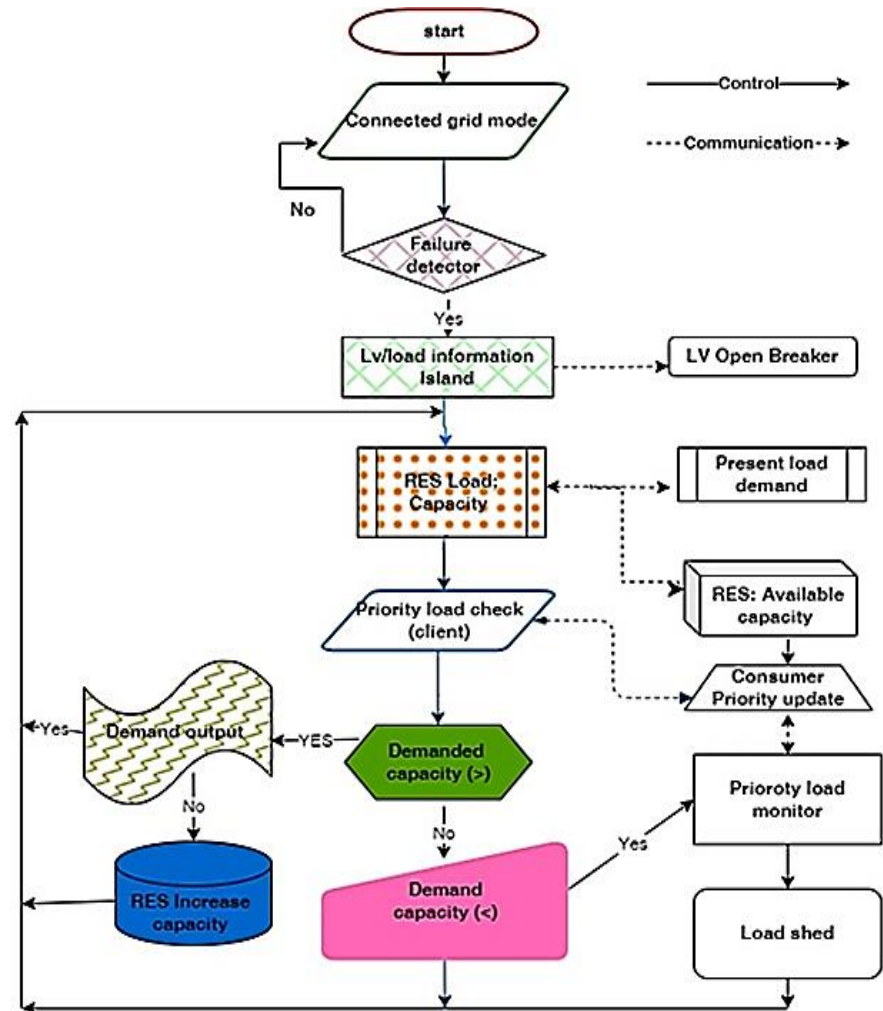 start
Connected grid mode
Control
Communication
No
Failure
detector
Yes
Lv/load information
Island
LV Open Breaker
RES Load;
Capacity
Present load
demand
RES: Available
capacity
Priority load check
(client)
Consumer
Priority update
Yes
Demand output
YES
Demanded
capacity (>)
Prioroty load
monitor
No
No
Yes
RES Increase
capacity
Demand
capacity (<)
Load shed